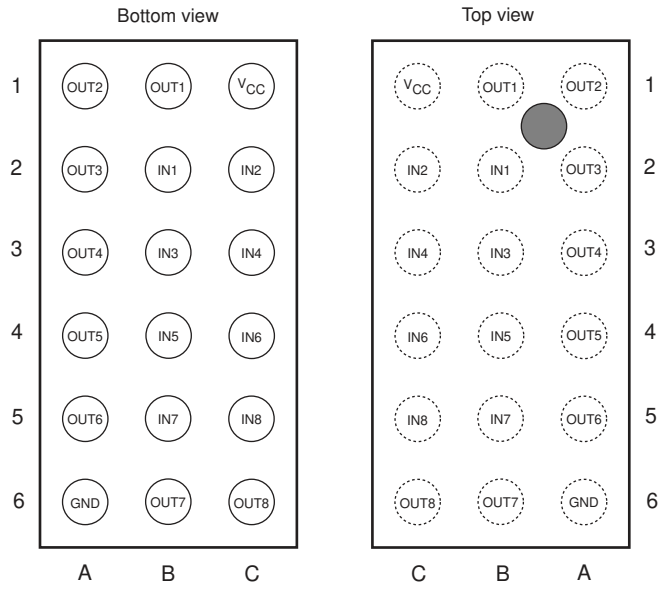 Bottom view
Top view
1 OUT2 OUT1 VCC
2 OUT3 IN1 IN2
3 OUT4 IN3 IN4
4 OUT5 IN5 IN6
5 OUT6 IN7 IN8
6 GND OUT7 OUT8
A B C
VCC OUT1 OUT2 1
IN2 IN1 OUT3 2
IN4 IN3 OUT4 3
IN6 IN5 OUT5 4
IN8 IN7 OUT6 5
OUT8 OUT7 GND 6
C B A